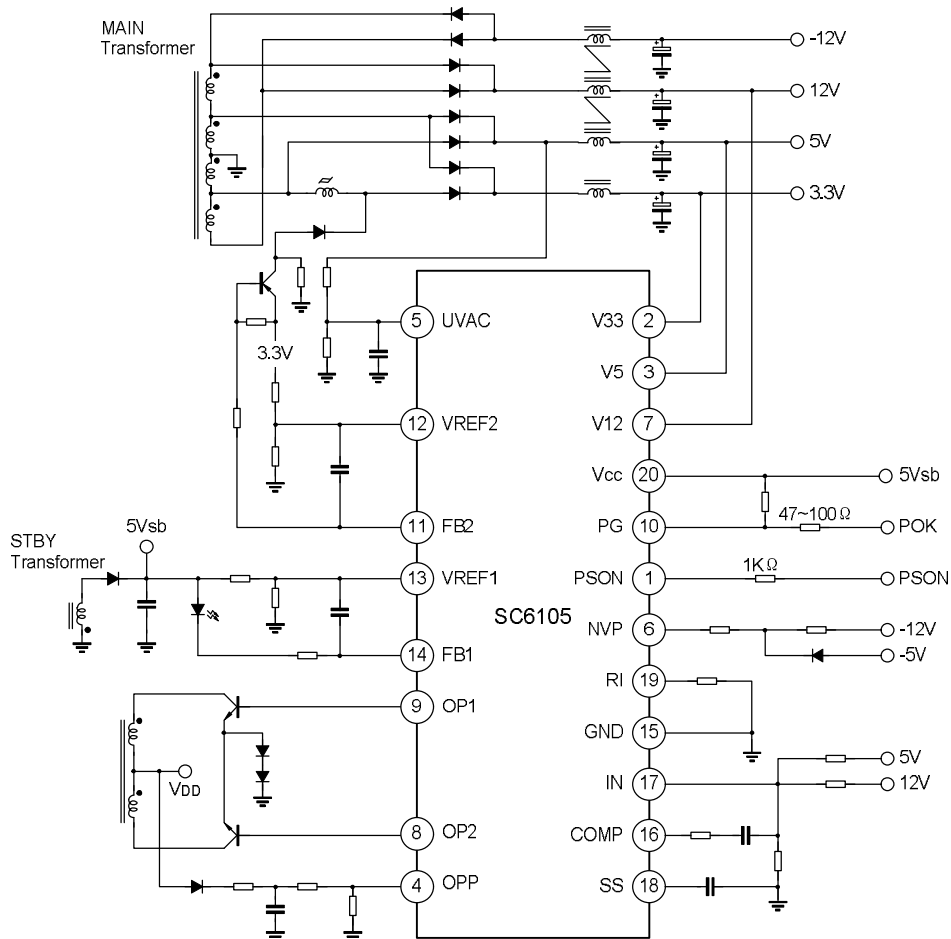 MAIN
Transformer
-12V
12V
5V
3.3V
5
UVAC
V33
2
3.3V
V5
3
12
VREF2
V12
7
Vcc
20
5Vsb
11
FB2
PG
10
47~100Ω
POK
STBY
Transformer
5Vsb
13
VREF1
PSON
1
1KΩ
PSON
SC6105
NVP
6
-12V
-5V
14
FB1
RI
19
9
OP1
GND
15
VDD
IN
17
5V
12V
8
OP2
COMP
16
4
OPP
SS
18